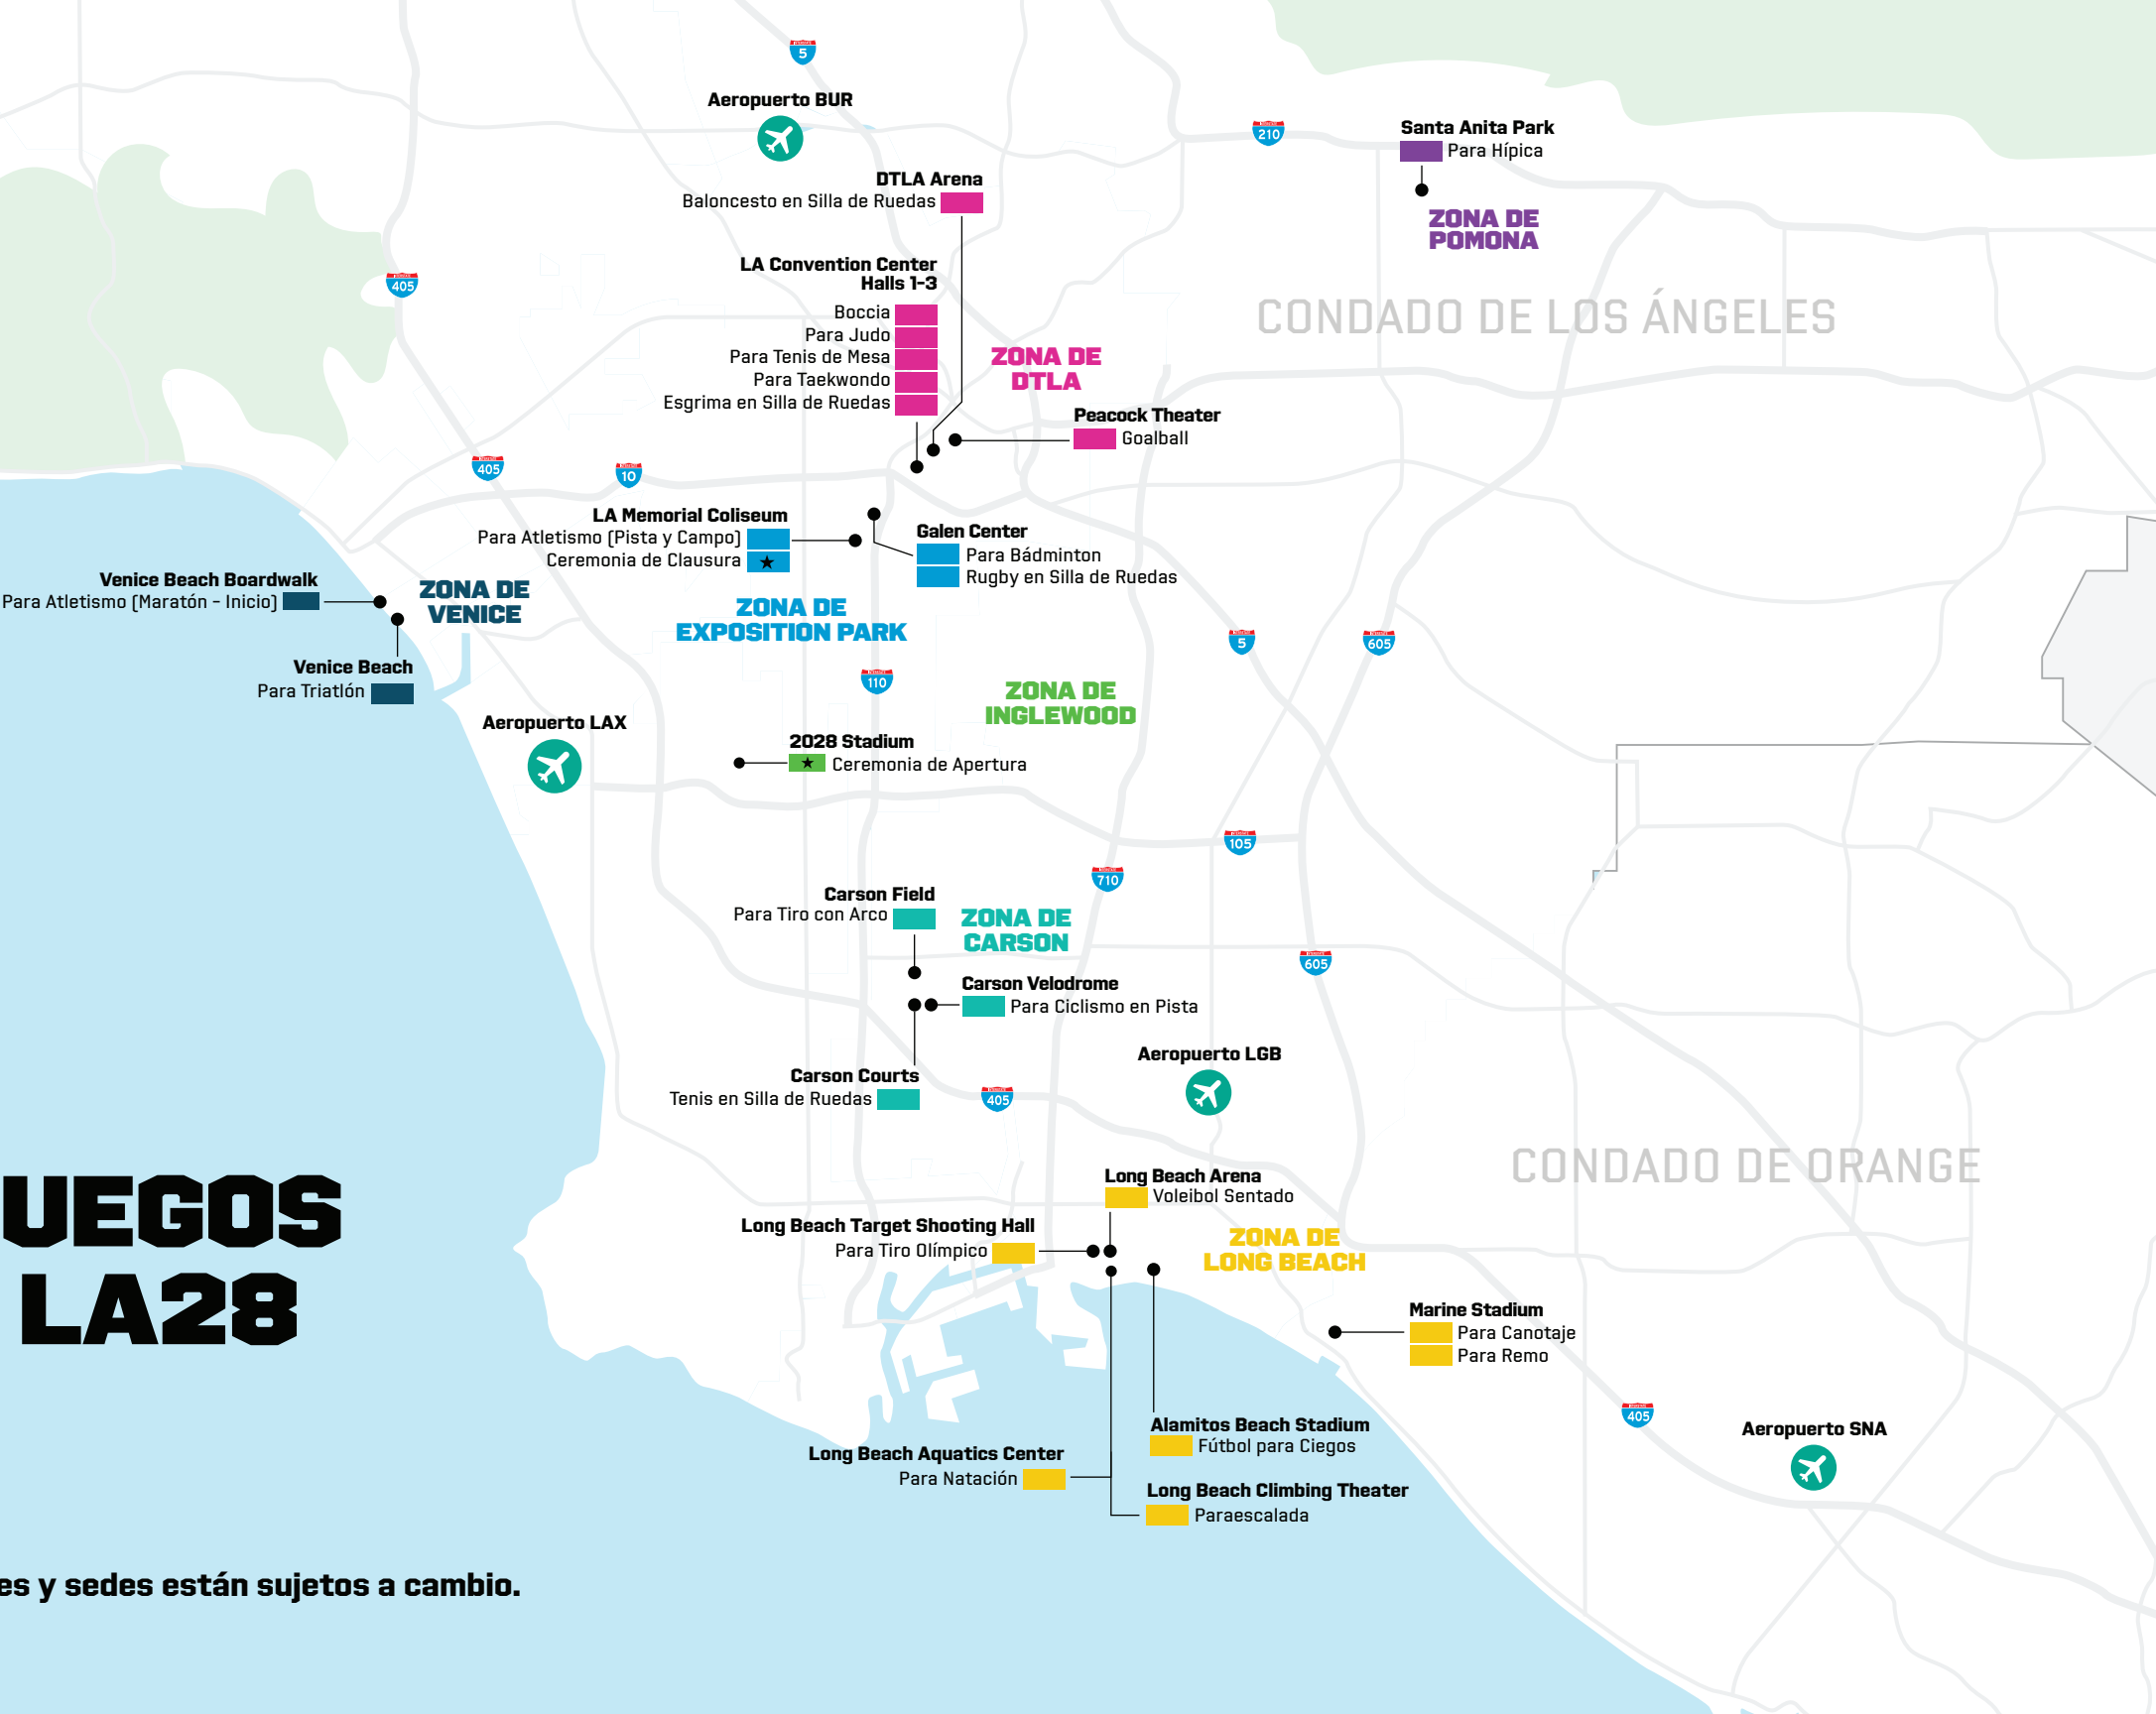 5
Aeropuerto BUR
210
Santa Anita Park
Para Hípica
DTLA Arena
Baloncesto en Silla de Ruedas
ZONA DE
POMONA
LA Convention Center
Halls 1-3
405
CONDADO DE LOS ÁNGELES
Boccia
Para Judo
Para Tenis de Mesa
Para Taekwondo
Esgrima en Silla de Ruedas
ZONA DE
DTLA
Peacock Theater
Goalball
405
10
LA Memorial Coliseum
Para Atletismo (Pista y Campo)
Ceremonia de Clausura
Galen Center
Para Bádminton
Rugby en Silla de Ruedas
Venice Beach Boardwalk
Para Atletismo (Maratón - Inicio)
ZONA DE
VENICE
ZONA DE
EXPOSITION PARK
5
605
Venice Beach
Para Triatlón
110
ZONA DE
INGLEWOOD
Aeropuerto LAX
2028 Stadium
Ceremonia de Apertura
105
710
Carson Field
Para Tiro con Arco
ZONA DE
CARSON
605
Carson Velodrome
Para Ciclismo en Pista
Aeropuerto LGB
Carson Courts
Tenis en Silla de Ruedas
405
CONDADO DE ORANGE
Long Beach Arena
Voleibol Sentado
UEGOS
LA28
Long Beach Target Shooting Hall
Para Tiro Olímpico
ZONA DE
LONG BEACH
Marine Stadium
Para Canotaje
Para Remo
405
Alamitos Beach Stadium
Fútbol para Ciegos
Aeropuerto SNA
Long Beach Aquatics Center
Para Natación
Long Beach Climbing Theater
Paraescalada
es y sedes están sujetos a cambio.